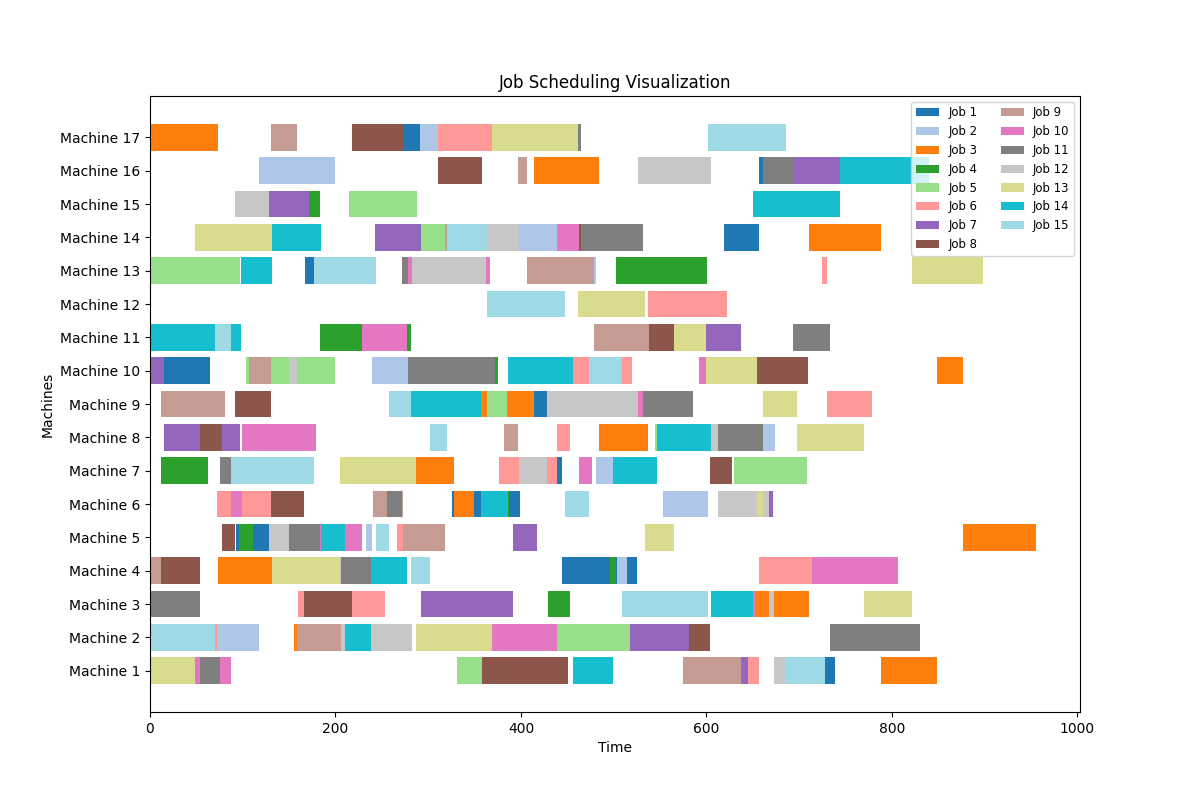 Job Scheduling Visualization
Machine 17
Machine 16
Machine 15
Machine 14
Machine 13
Machine 12
Machine 11
Machine 10
Machine 9
Machine 8
Machine 7
Machine 6
Machine 5
Machine 4
Machine 3
Machine 2
Machine 1
Machines
Job 1
Job 2
Job 3
Job 4
Job 5
Job 6
Job 7
Job 8
Job 9
Job 10
Job 11
Job 12
Job 13
Job 14
Job 15
0 200 400 600 800 1000
Time